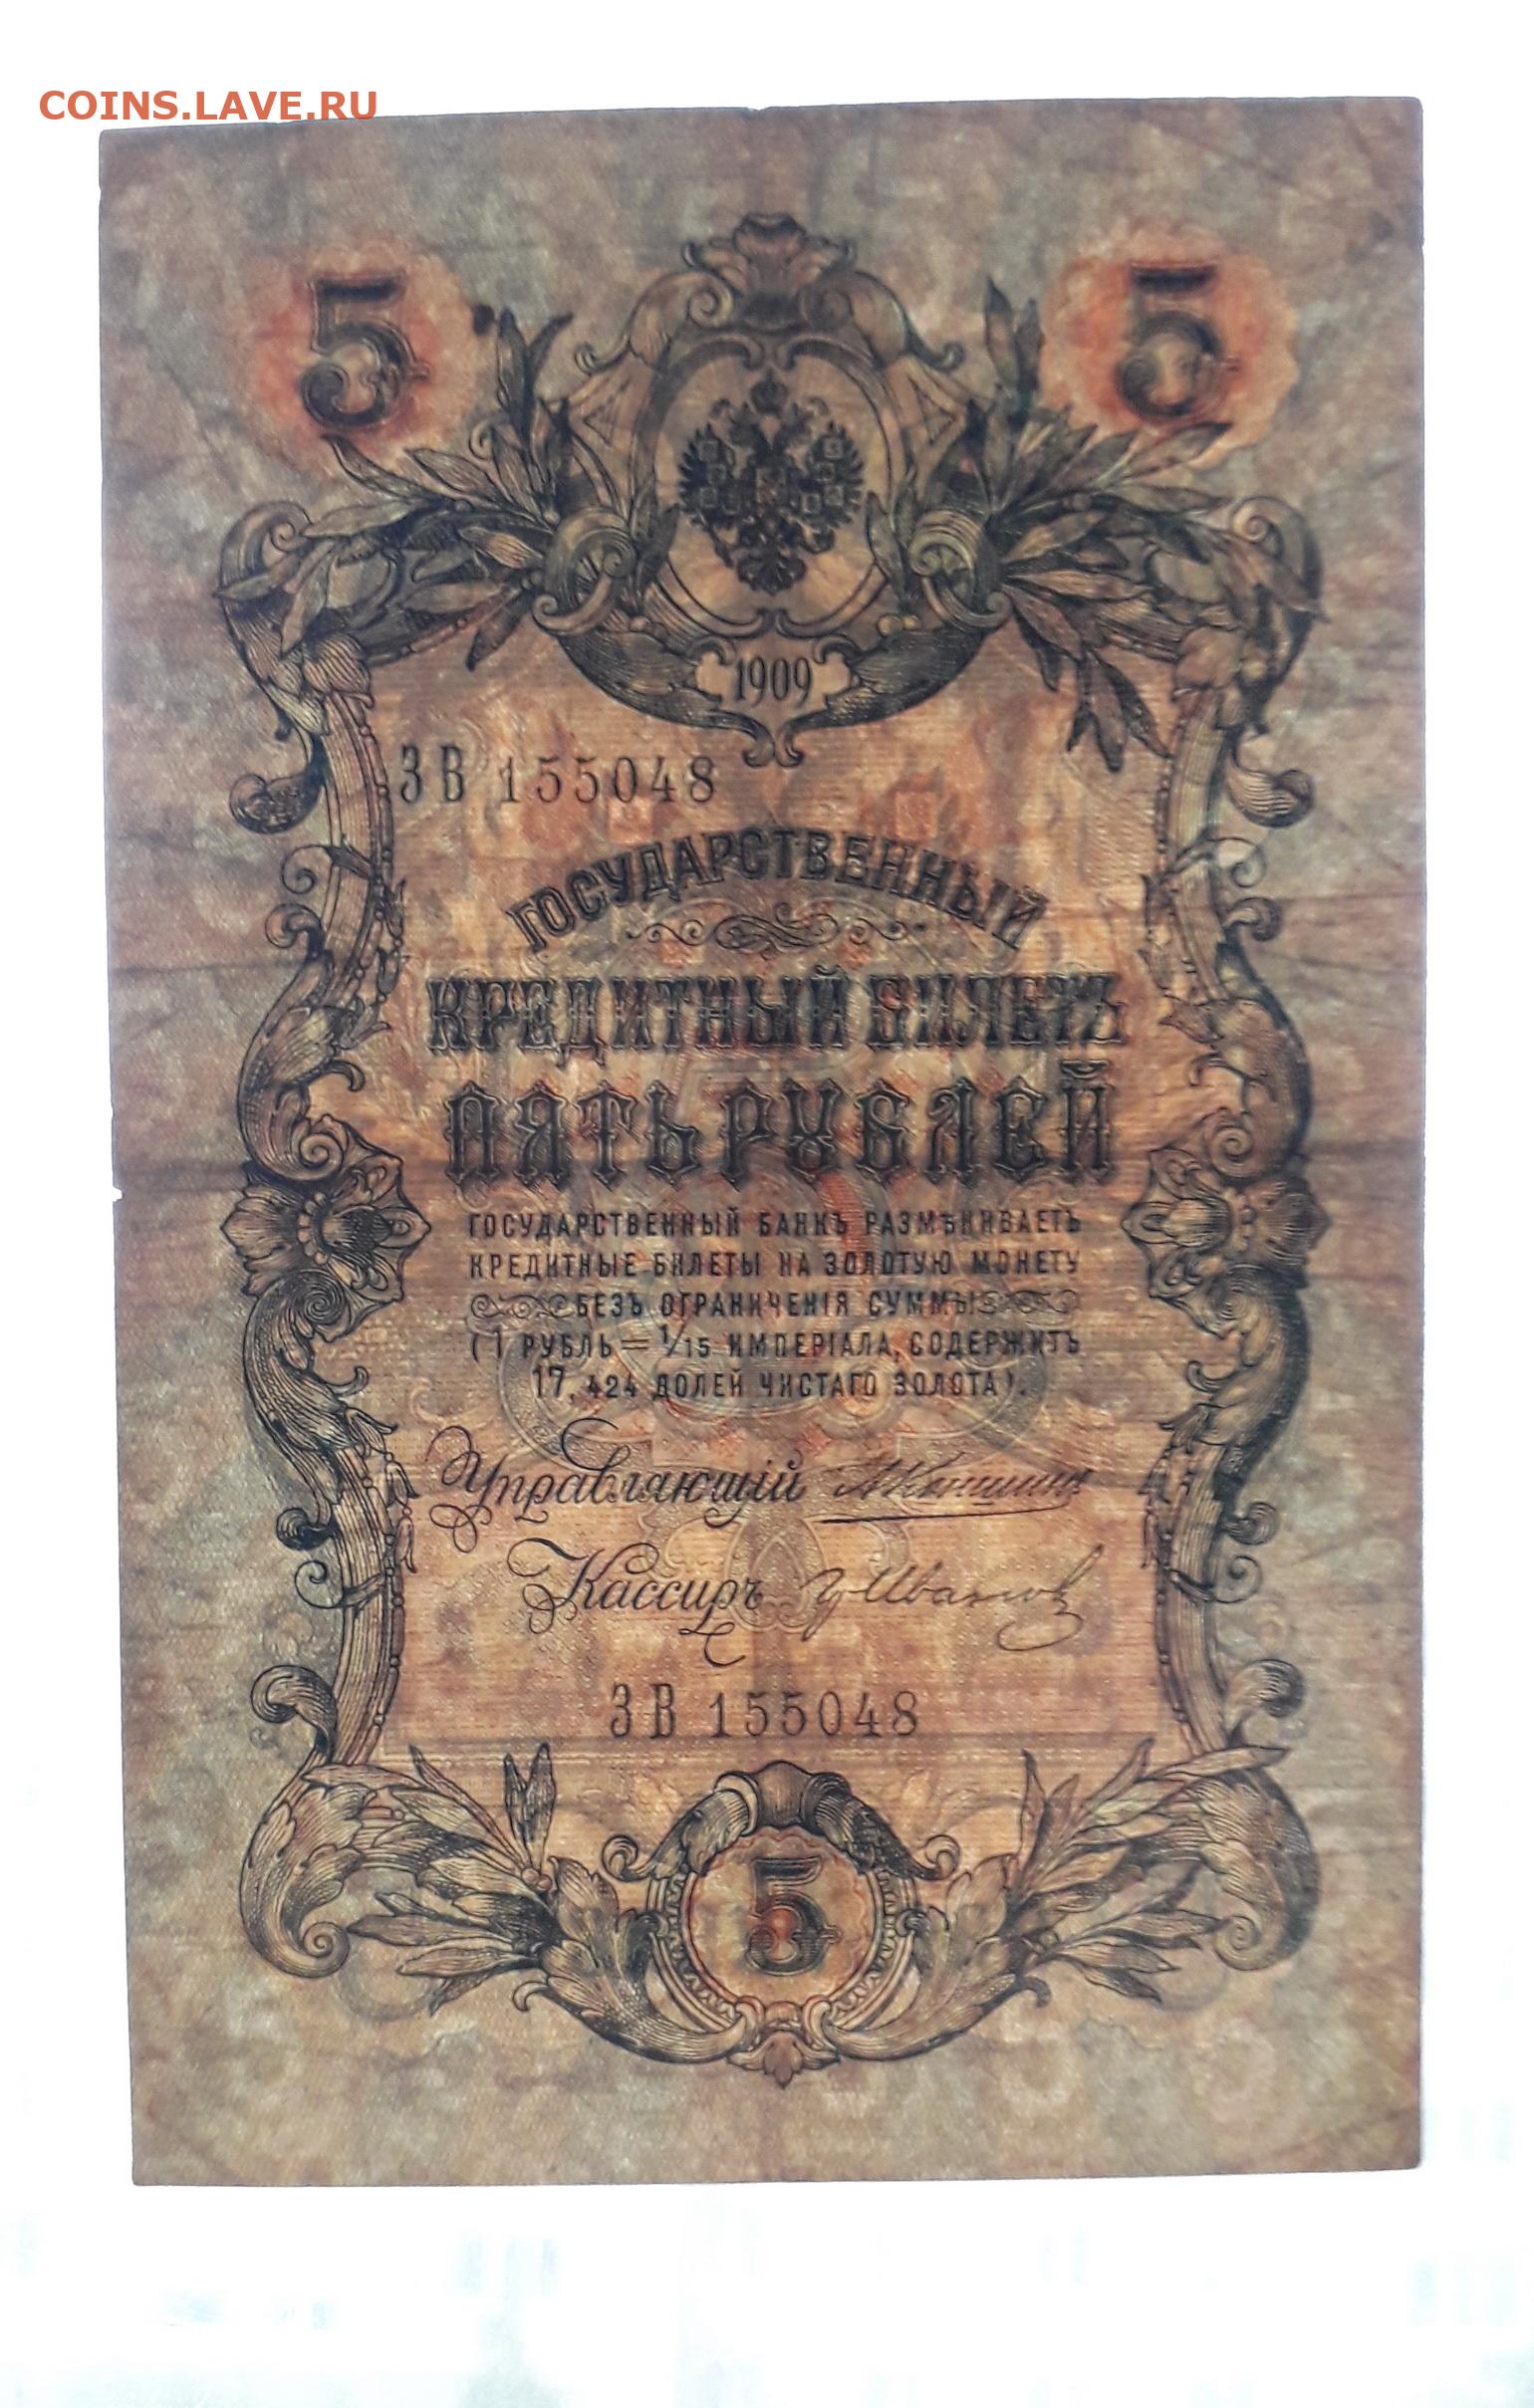 COINS.LAVE.RU
5 5
1909
ЗВ 155048
ГОСУДАРСТВЕННЫЙ
КРЕДИТНЫЙ БИЛЕТЪ
ПЯТЬ РУБЛЕЙ
ГОСУДАРСТВЕННЫЙ БАНКЪ РАЗМѢНИВАЕТЪ
КРЕДИТНЫЕ БИЛЕТЫ НА ЗОЛОТУЮ МОНЕТУ
БЕЗЪ ОГРАНИЧЕНІЯ СУММЫ
(1 РУБЛЬ = 1/15 ИМПЕРІАЛА, СОДЕРЖИТЪ
17,424 ДОЛЕЙ ЧИСТАГО ЗОЛОТА).
Управляющій АКоншинъ
Кассиръ ГрИвановъ
ЗВ 155048
5